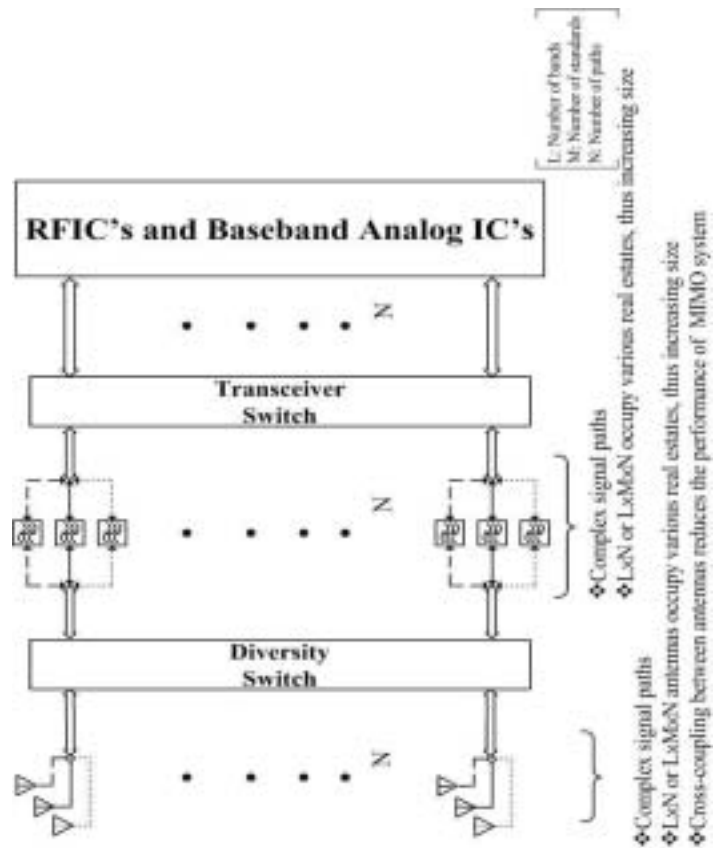 RFIC's and Baseband Analog IC's
N
Transceiver
Switch
N
Diversity
Switch
N
L: Number of bands
M: Number of standards
N: Number of paths
❖Complex signal paths
❖LxN or LxMxN occupy various real estates, thus increasing size
❖Complex signal paths
❖LxN or LxMxN antennas occupy various real estates, thus increasing size
❖Cross-coupling between antennas reduces the performance of MIMO system